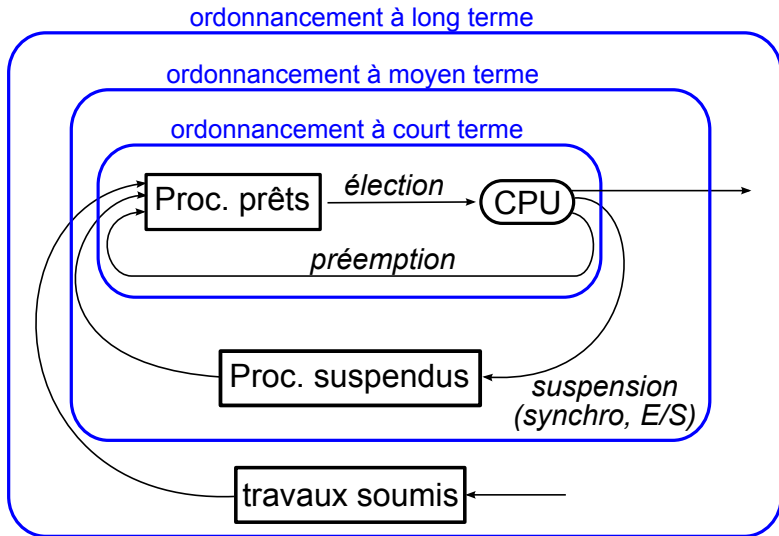 ordonnancement à long terme
ordonnancement à moyen terme
ordonnancement à court terme
Proc. prêts
élection
CPU
préemption
Proc. suspendus
suspension
(synchro, E/S)
travaux soumis